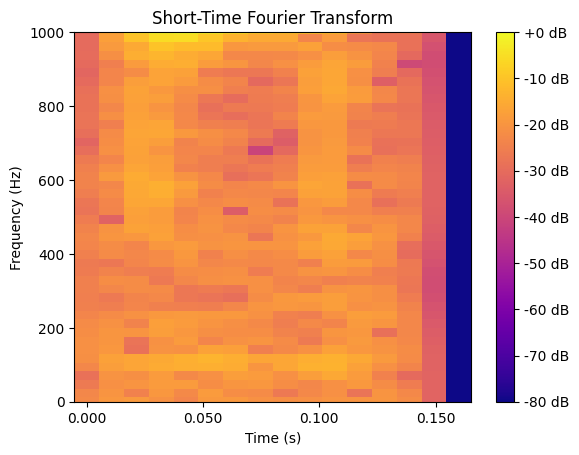 Short-Time Fourier Transform
Frequency (Hz)
1000
800
600
400
200
0
0.000
0.050
0.100
0.150
Time (s)
+0 dB
-10 dB
-20 dB
-30 dB
-40 dB
-50 dB
-60 dB
-70 dB
-80 dB